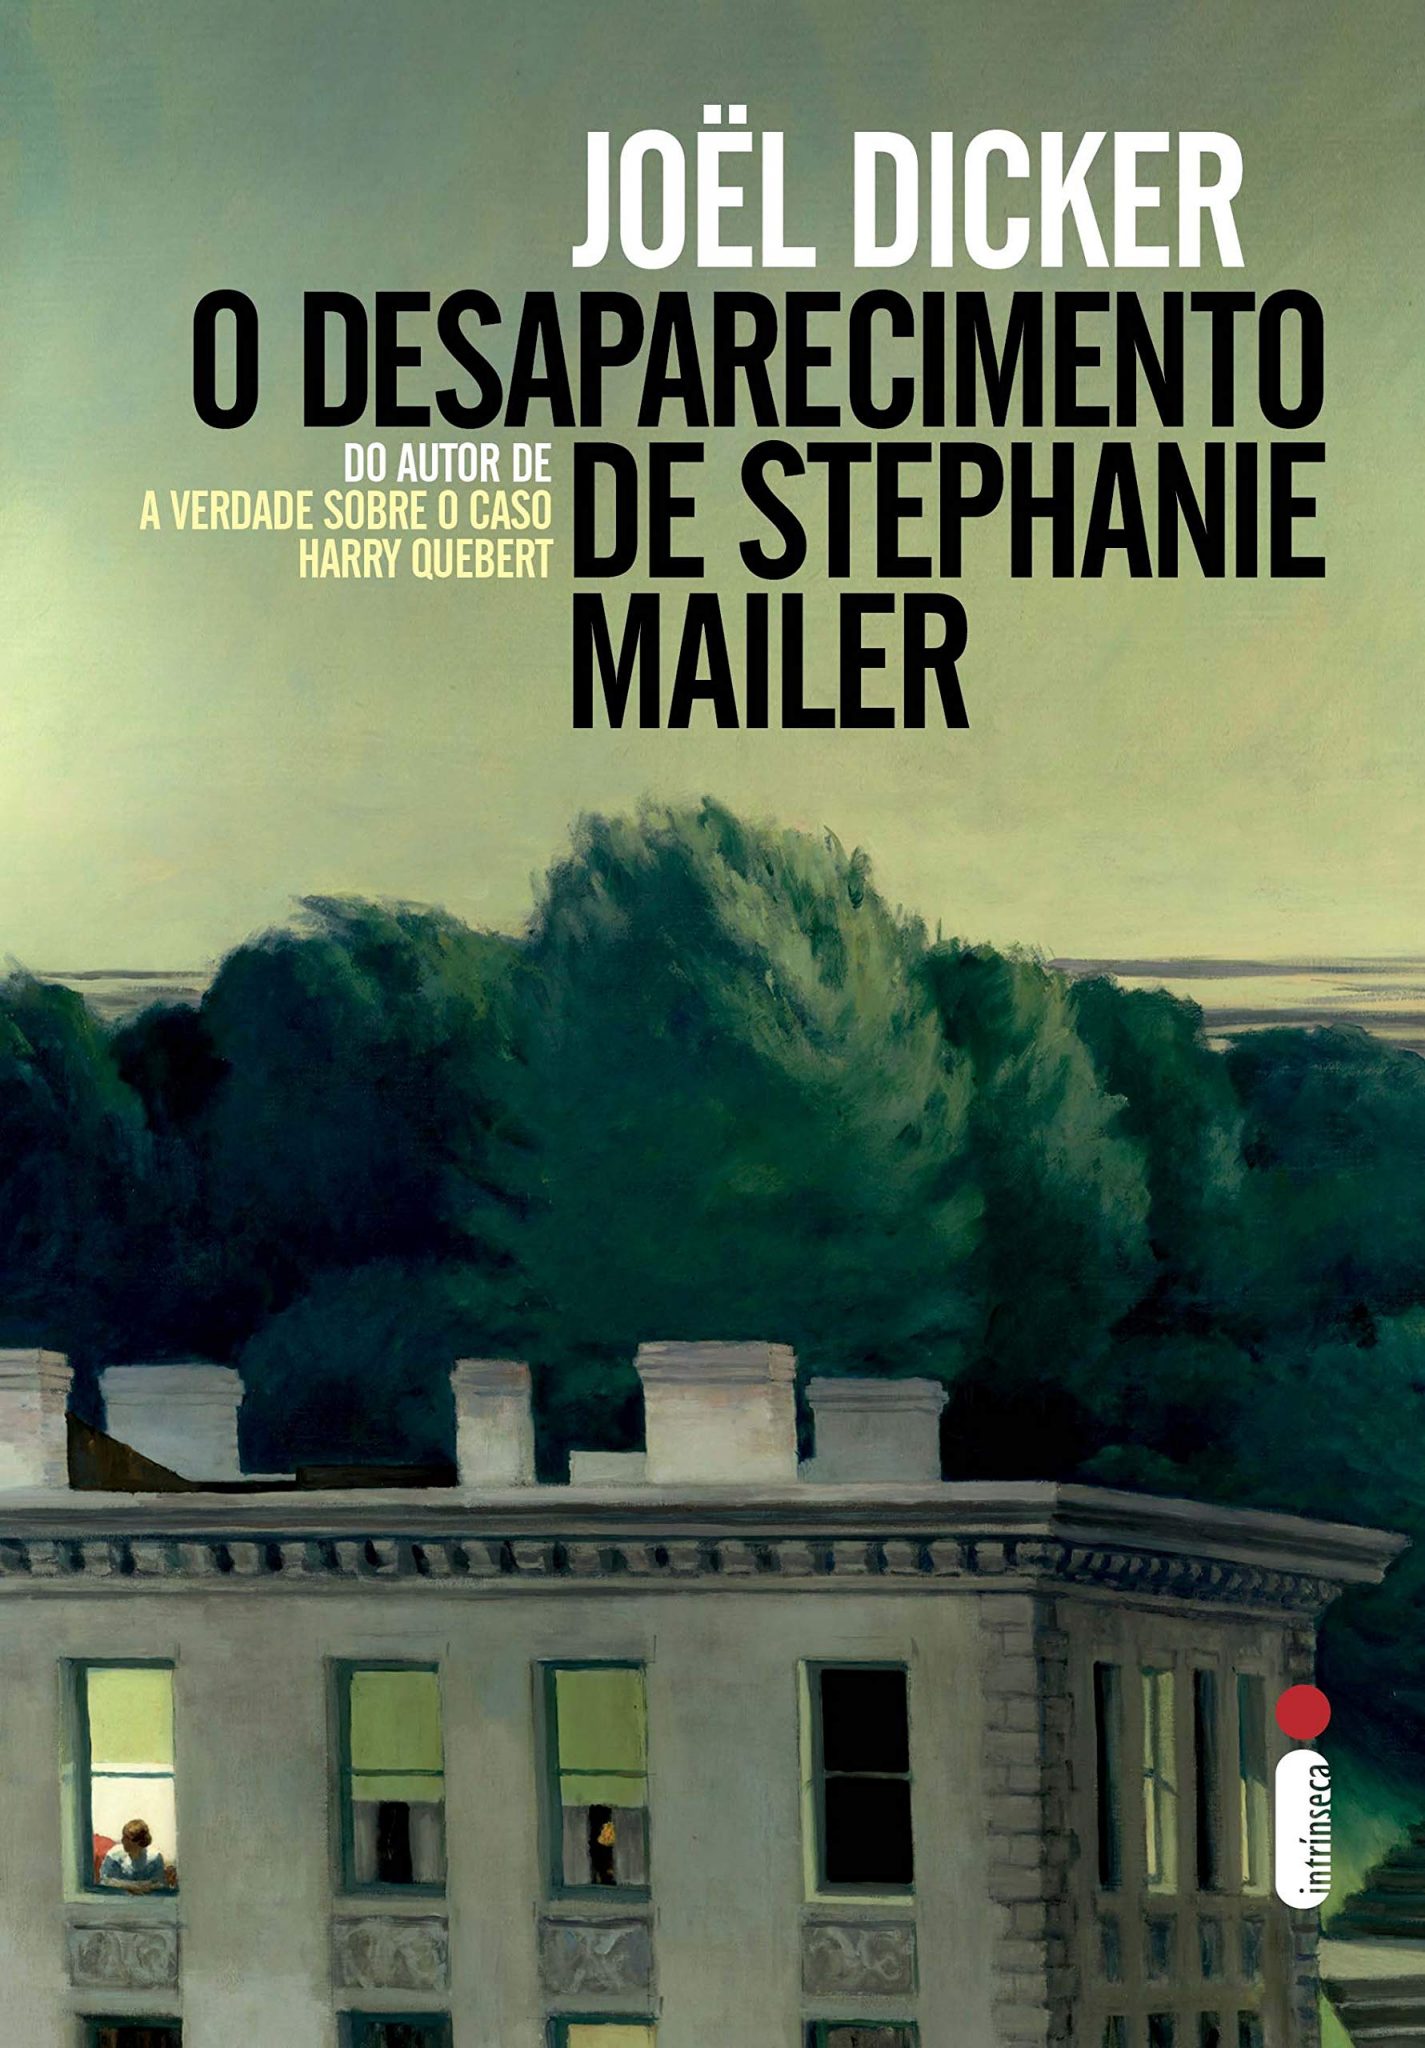 JOËL DICKER
O DESAPARECIMENTO
DE STEPHANIE
MAILER
DO AUTOR DE
A VERDADE SOBRE O CASO
HARRY QUEBERT
intrínseca